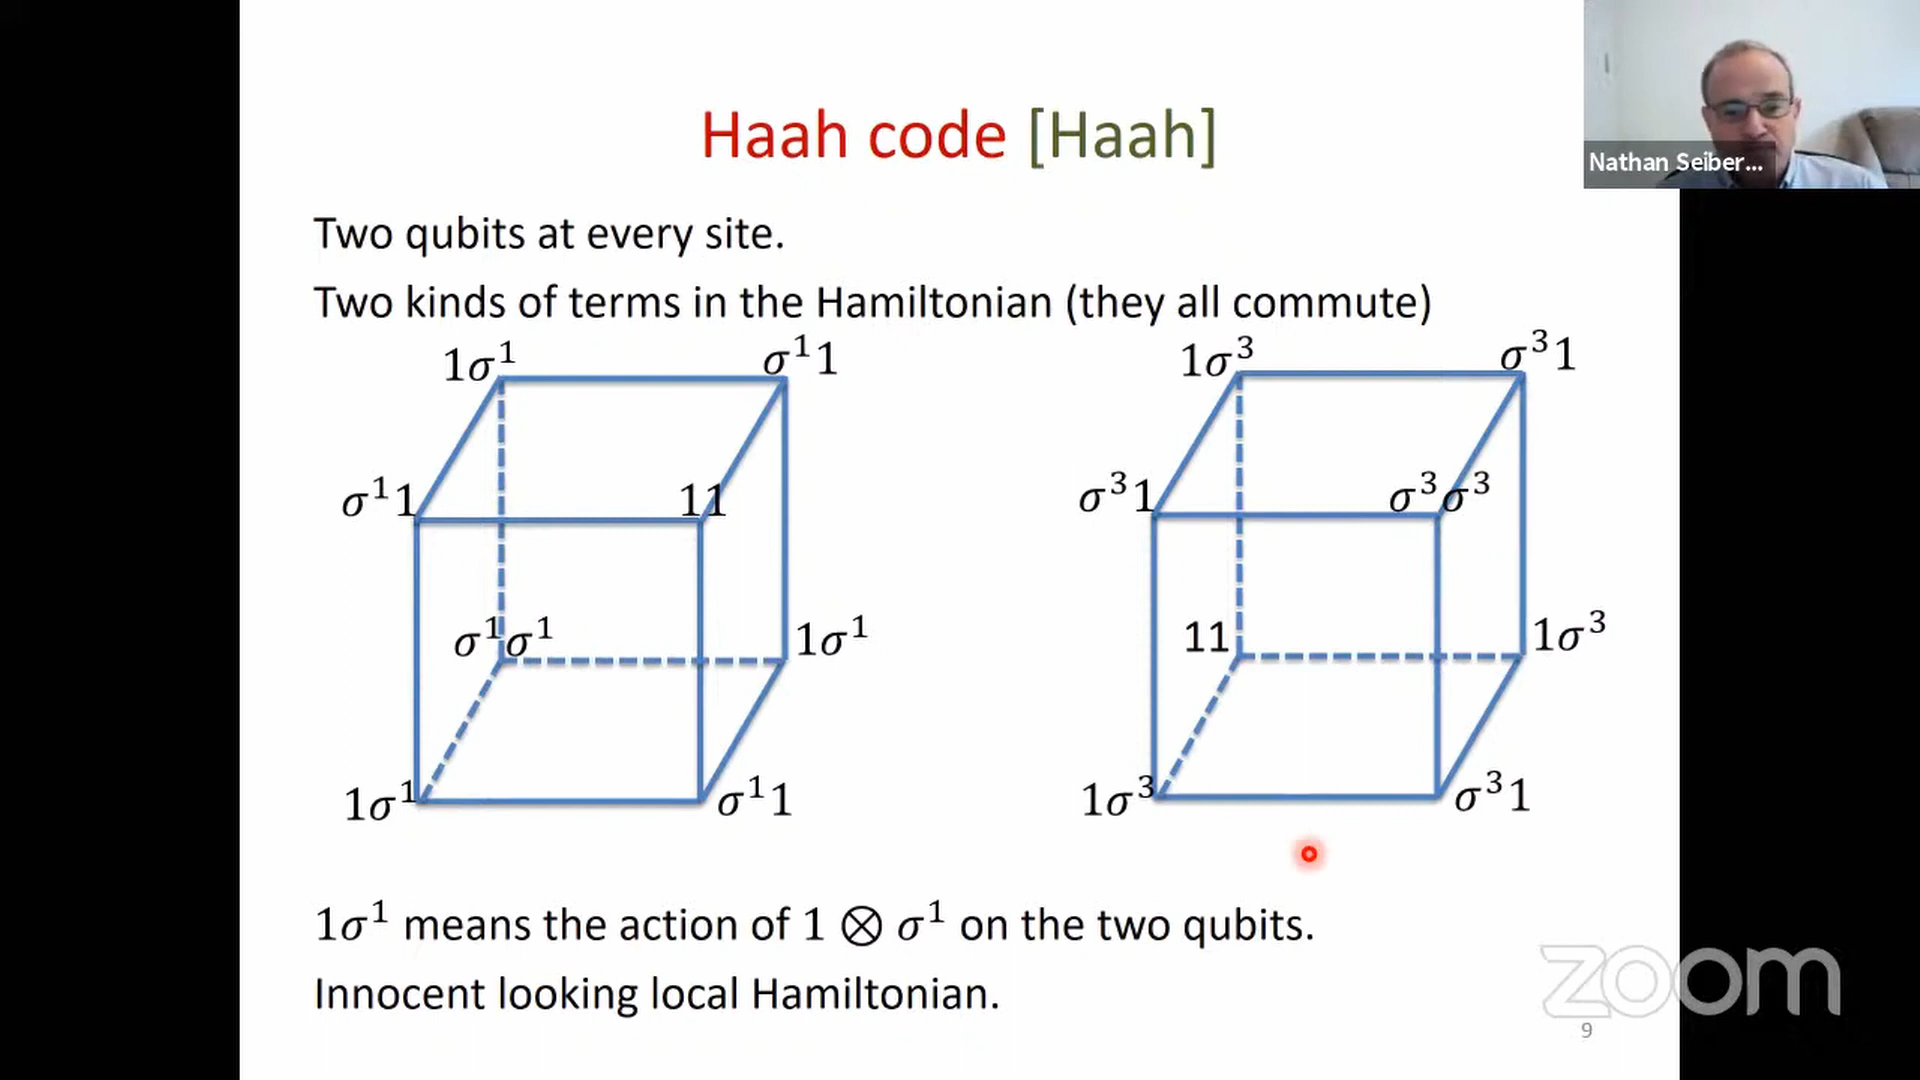 Haah code [Haah]
Nathan Seiber...
Two qubits at every site.
Two kinds of terms in the Hamiltonian (they all commute)
1σ¹
σ¹1
σ¹1
11
σ¹σ¹
1σ¹
1σ¹
σ¹1
1σ³
σ³1
σ³1
σ³σ³
11
1σ³
1σ³
σ³1
1σ¹ means the action of 1 ⊗ σ¹ on the two qubits.
Innocent looking local Hamiltonian.
zoom
9